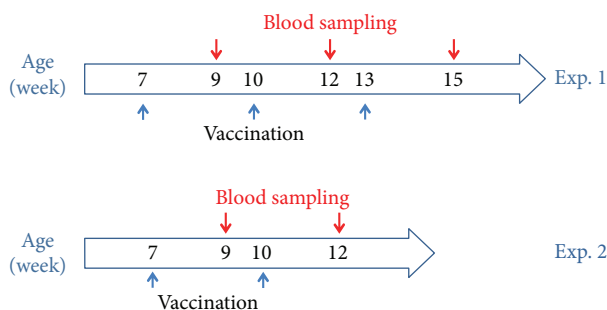 Blood sampling
Age
(week)
7 9 10 12 13 15
Exp. 1
Vaccination
Blood sampling
Age
(week)
7 9 10 12
Exp. 2
Vaccination